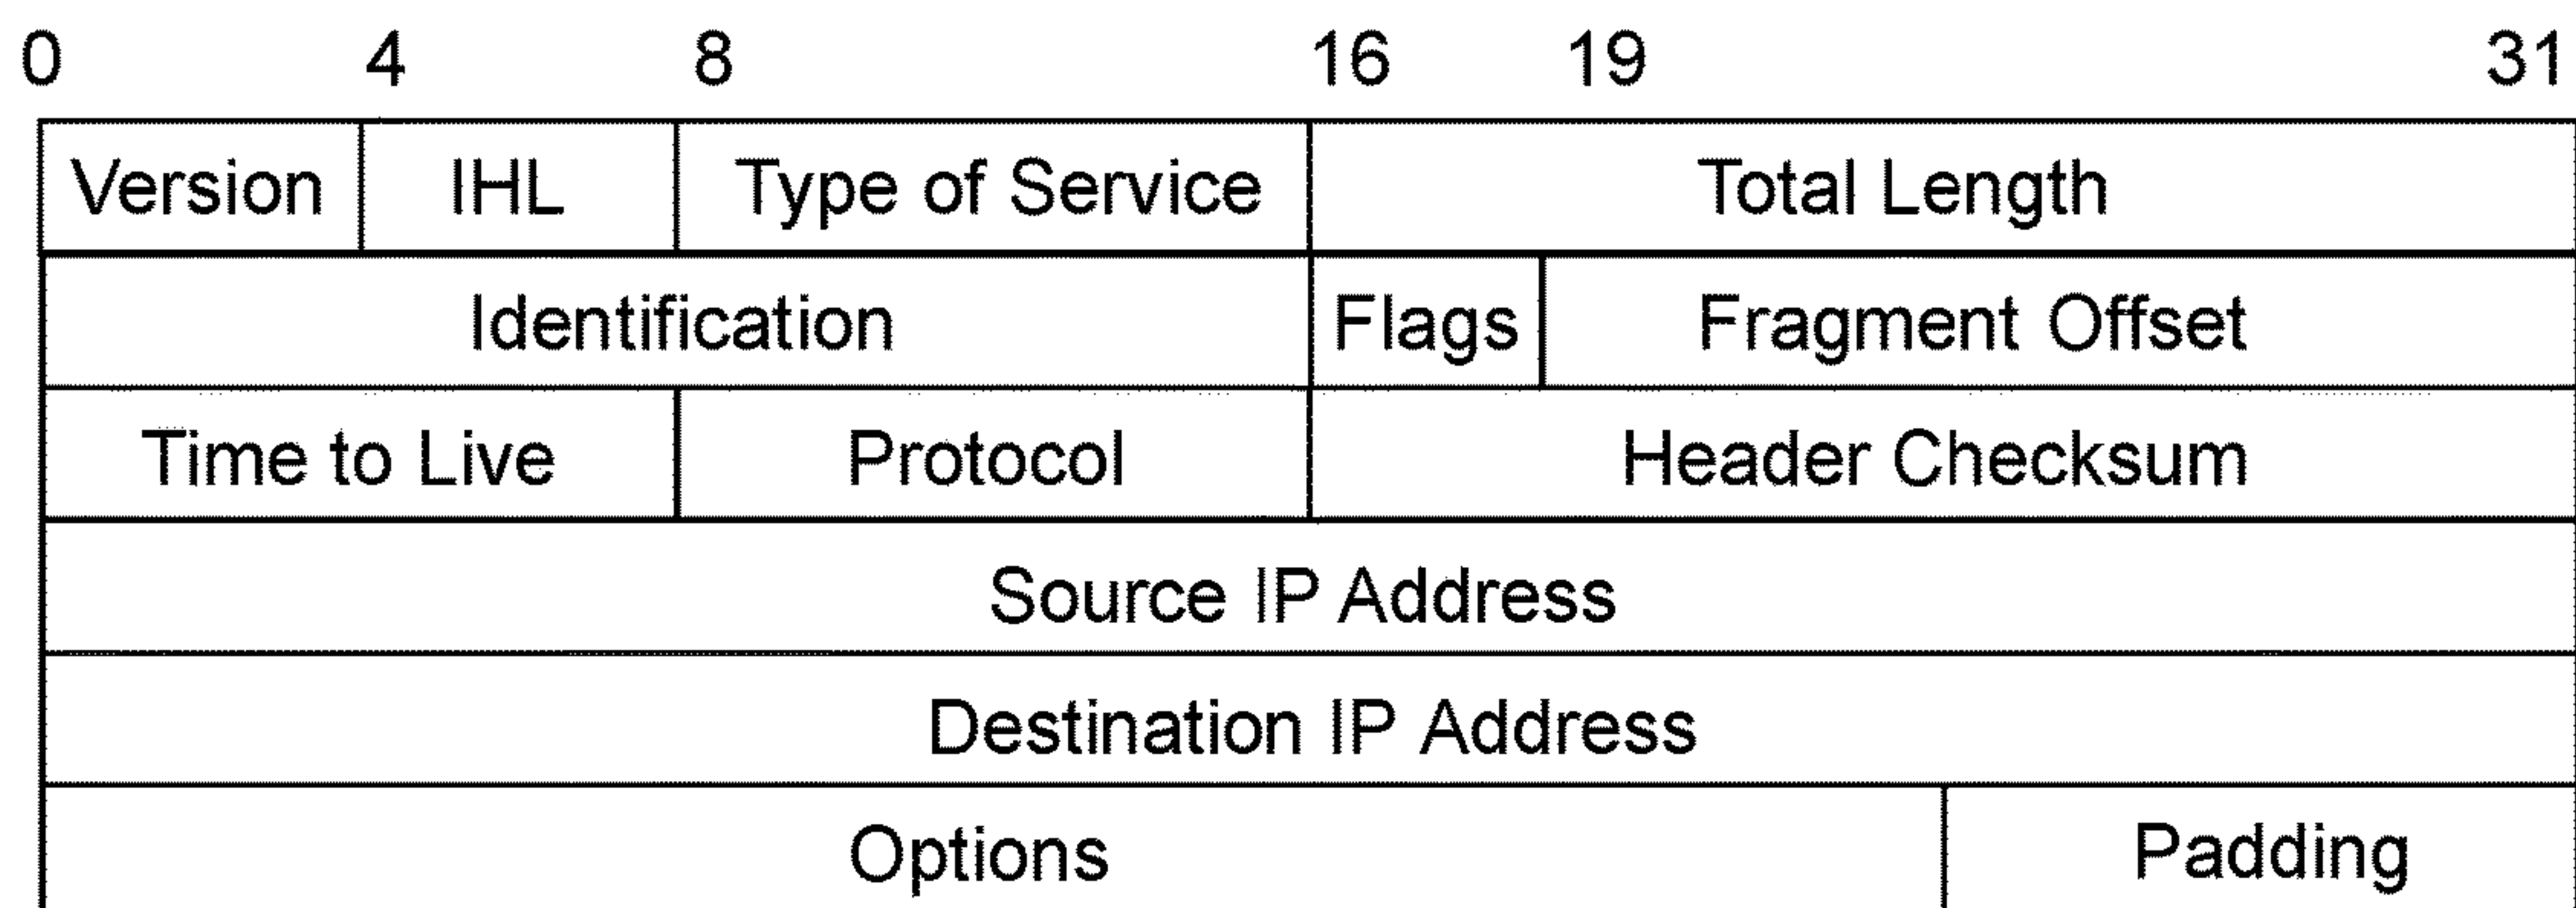 0 4 8 16 19 31
Version IHL Type of Service Total Length
Identification Flags Fragment Offset
Time to Live Protocol Header Checksum
Source IP Address
Destination IP Address
Options Padding